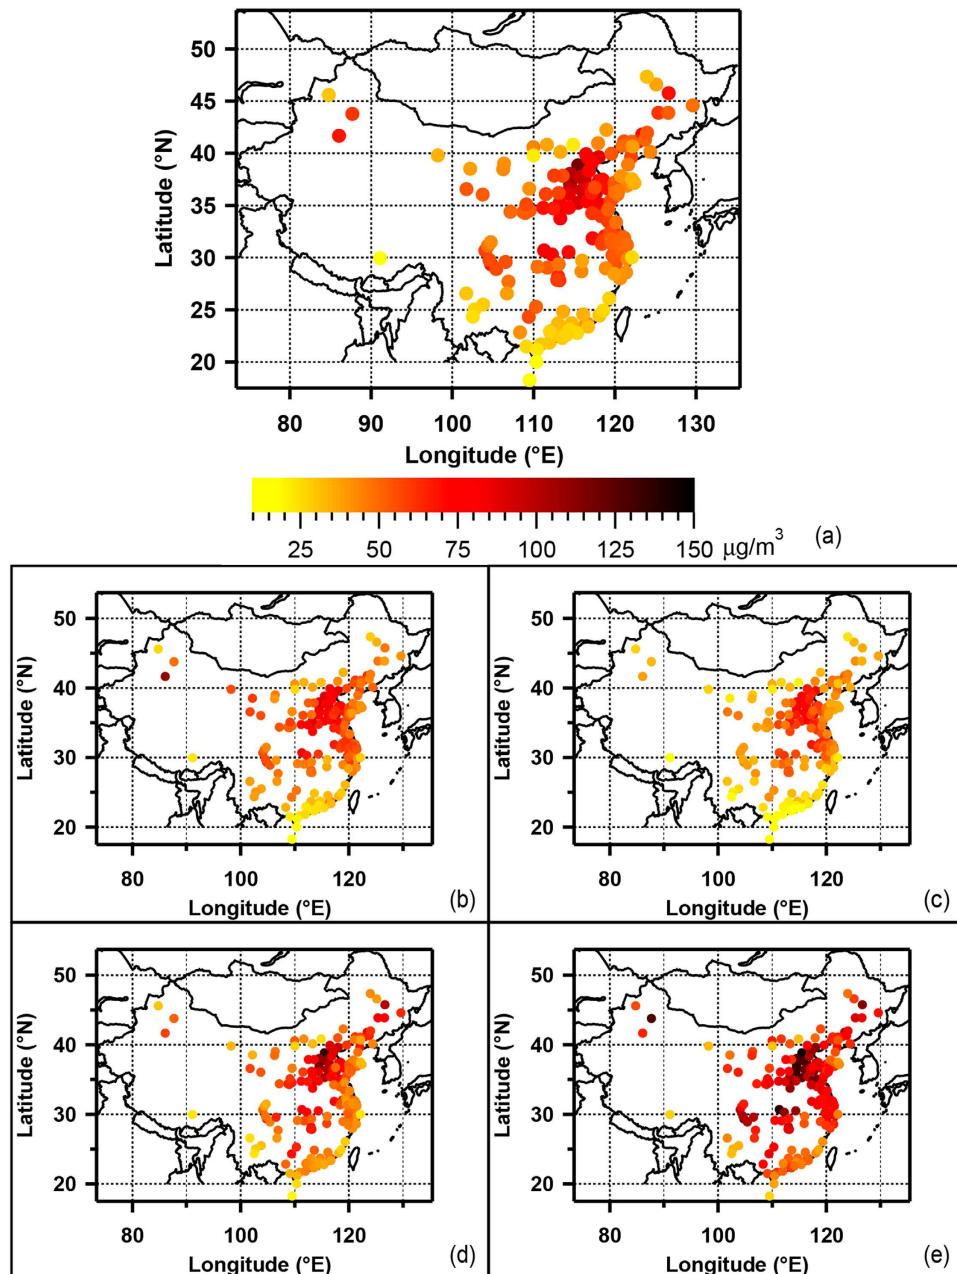 50
45
40
35
30
25
20
Latitude (°N)
80 90 100 110 120 130
Longitude (°E)
25 50 75 100 125 150 μg/m³ (a)
50
40
30
20
Latitude (°N)
80 100 120
Longitude (°E) (b)
50
40
30
20
Latitude (°N)
80 100 120
Longitude (°E) (c)
50
40
30
20
Latitude (°N)
80 100 120
Longitude (°E) (d)
50
40
30
20
Latitude (°N)
80 100 120
Longitude (°E) (e)